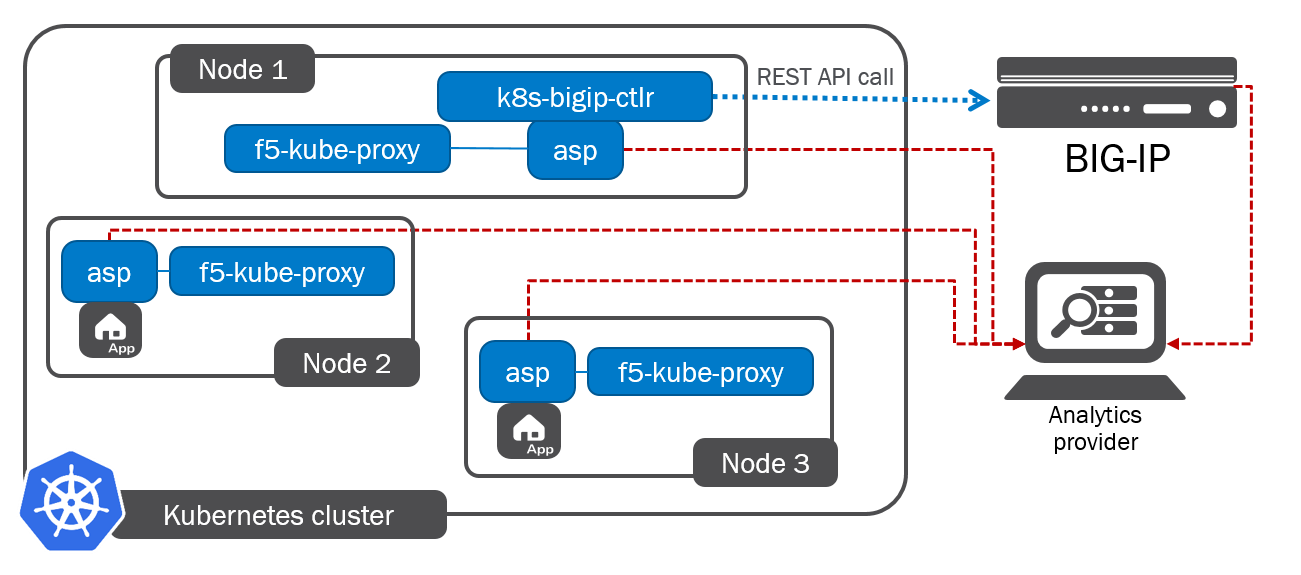 Node 1
k8s-bigip-ctlr
REST API call
f5-kube-proxy
asp
BIG-IP
asp
f5-kube-proxy
App
Node 2
asp
f5-kube-proxy
App
Node 3
Analytics
provider
Kubernetes cluster